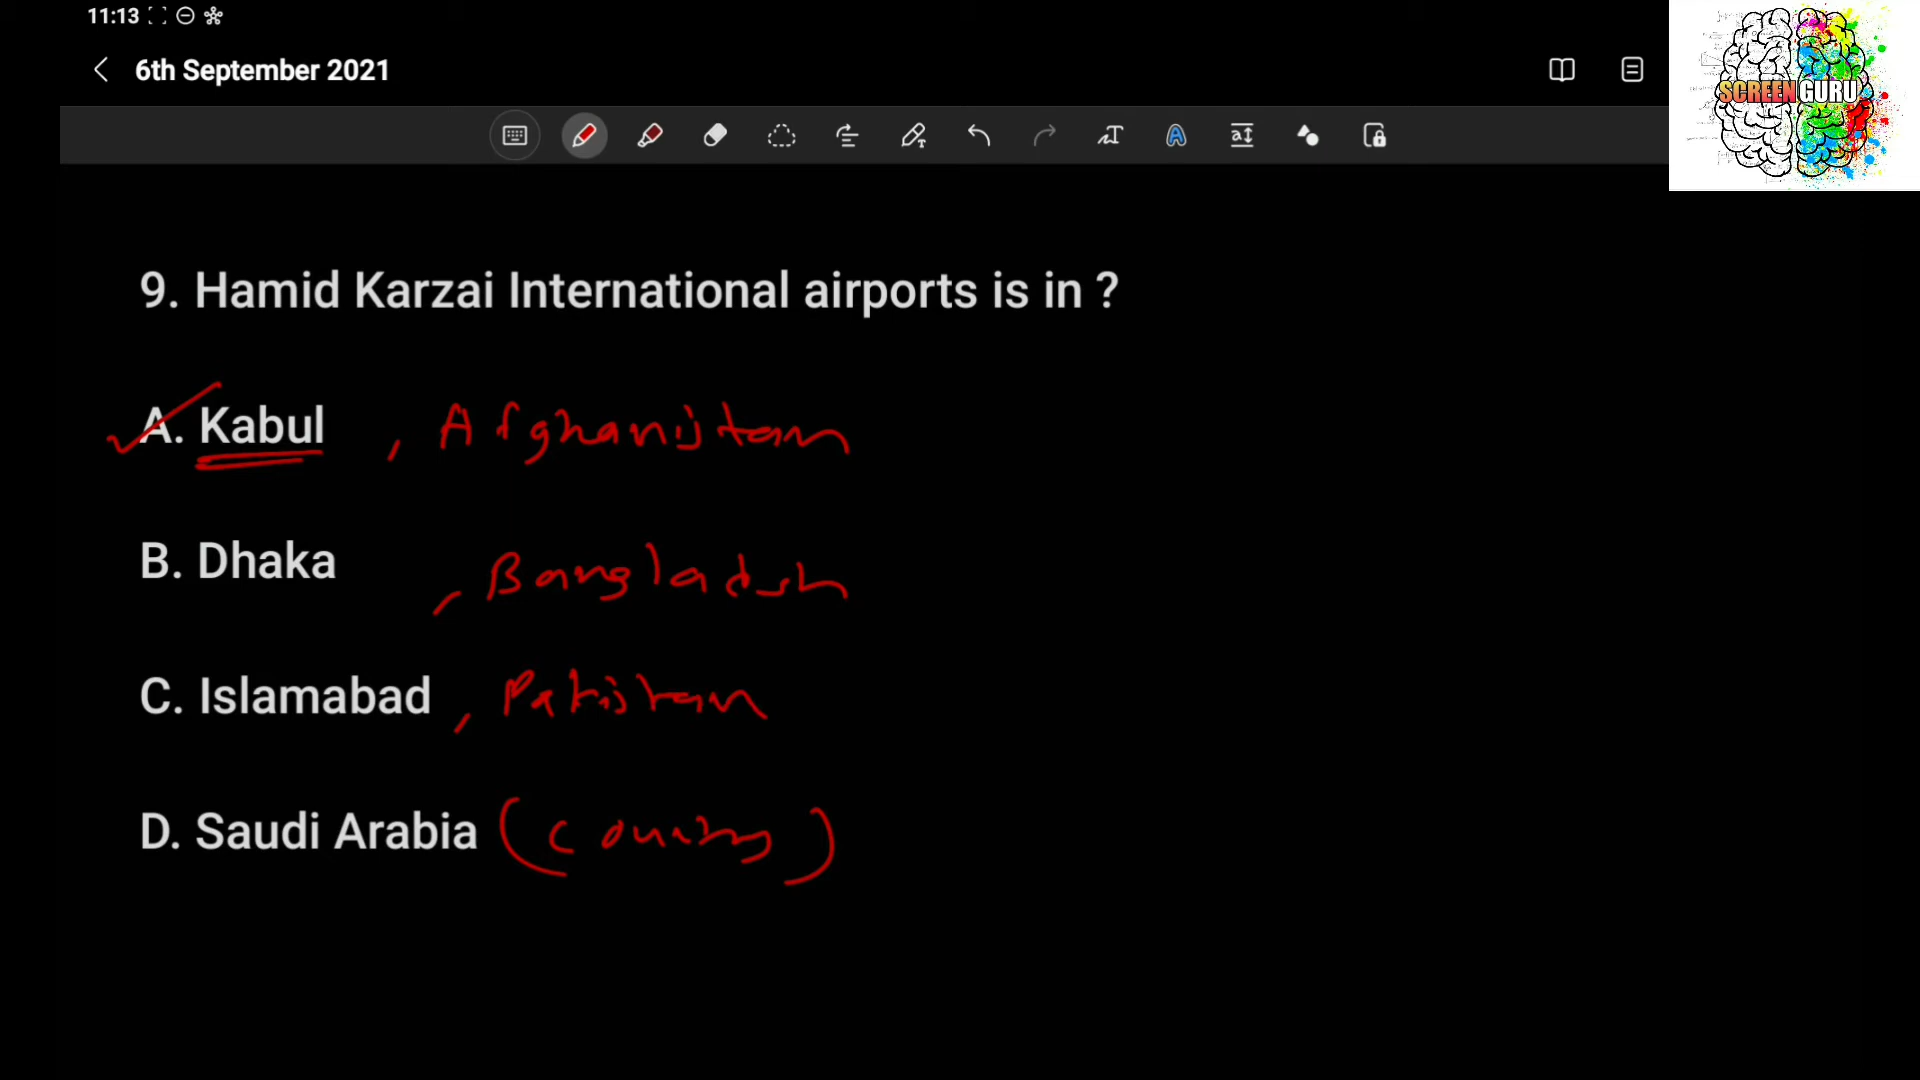 11:13
6th September 2021
SCREEN GURU
9. Hamid Karzai International airports is in ?
A. Kabul , Afghanistan
B. Dhaka , Bangladesh
C. Islamabad , Pakistan
D. Saudi Arabia (Country)